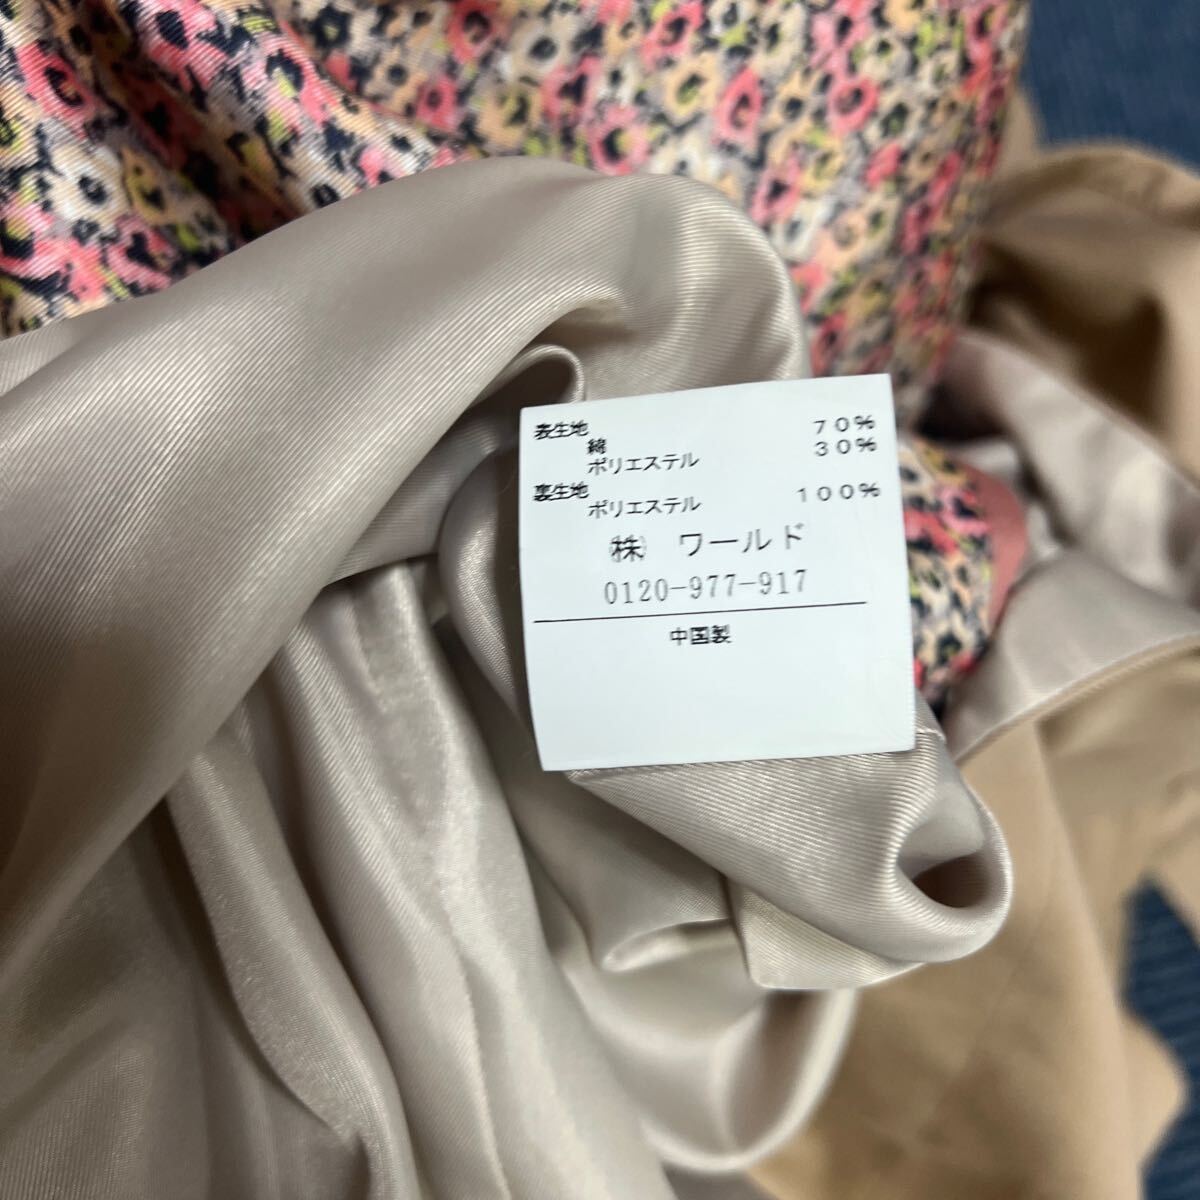 表生地
綿 ７０％
ポリエステル ３０％
裏生地
ポリエステル １００％
㈱ ワールド
0120-977-917
中国製